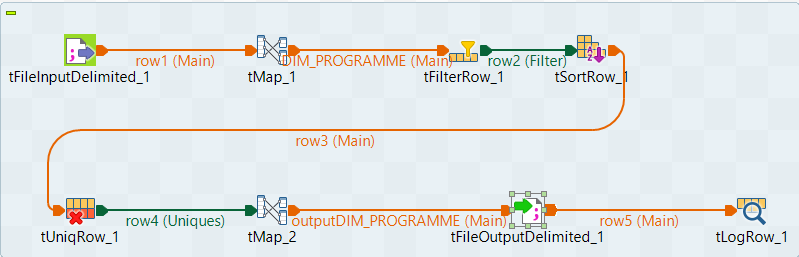 row1 (Main)
DIM_PROGRAMME (Main)
row2 (Filter)
tFileInputDelimited_1
tMap_1
tFilterRow_1
tSortRow_1
row3 (Main)
row4 (Uniques)
outputDIM_PROGRAMME (Main)
row5 (Main)
tUniqRow_1
tMap_2
tFileOutputDelimited_1
tLogRow_1